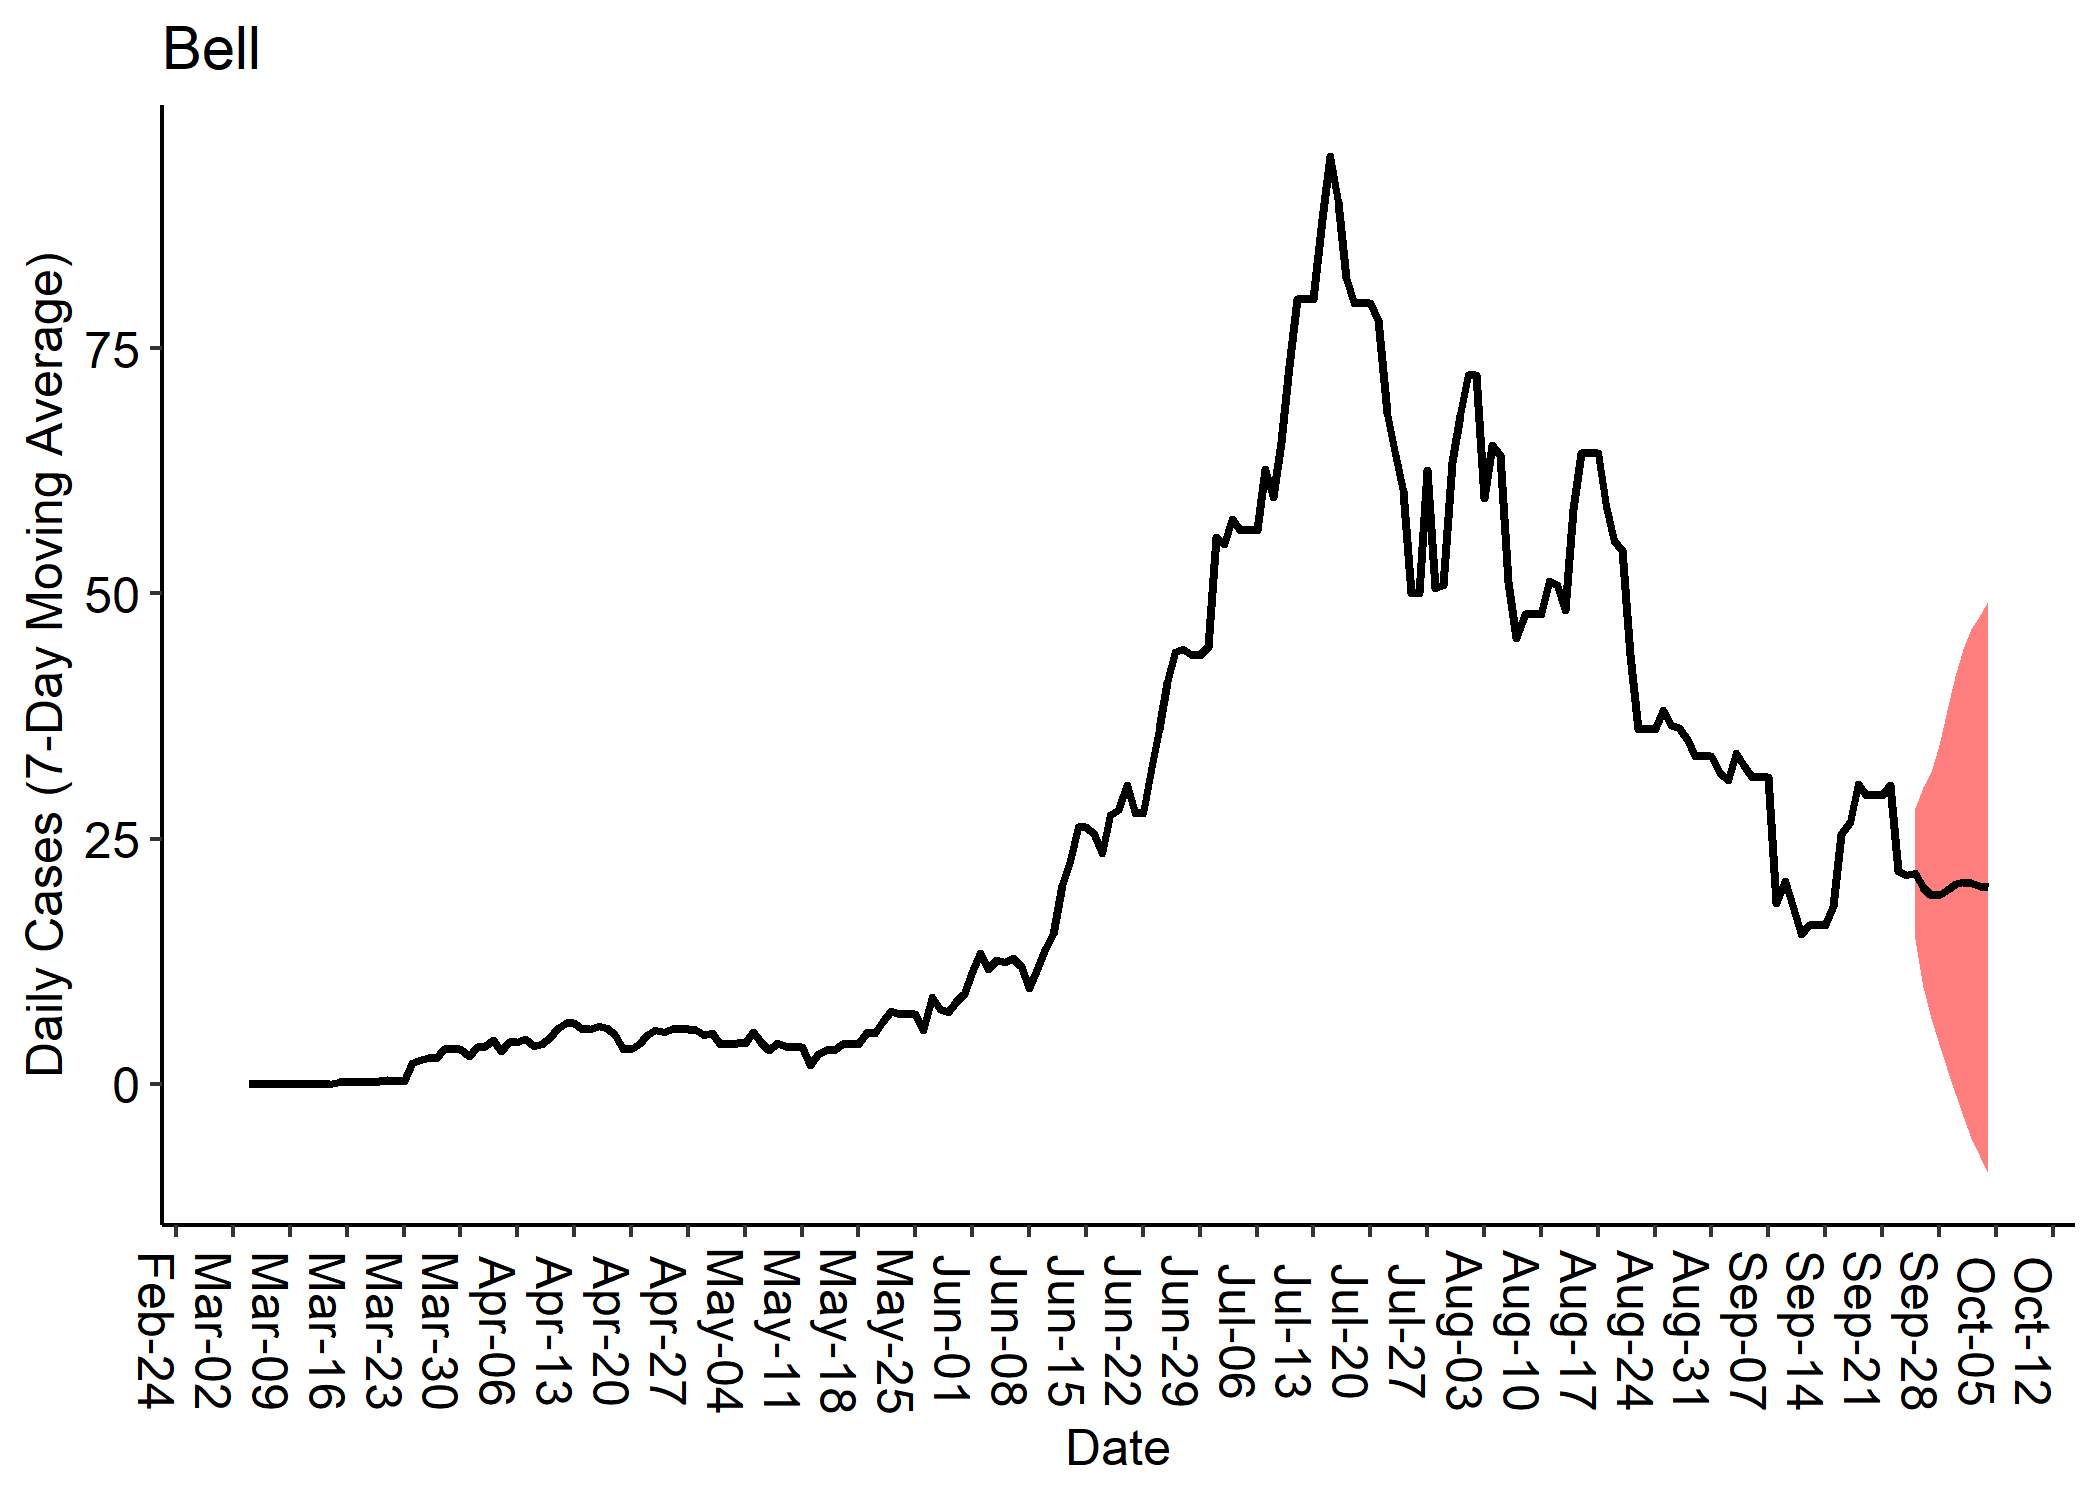 Bell
Daily Cases (7-Day Moving Average)
75
50
25
0
Feb-24
Mar-02
Mar-09
Mar-16
Mar-23
Mar-30
Apr-06
Apr-13
Apr-20
Apr-27
May-04
May-11
May-18
May-25
Jun-01
Jun-08
Jun-15
Jun-22
Jun-29
Jul-06
Jul-13
Jul-20
Jul-27
Aug-03
Aug-10
Aug-17
Aug-24
Aug-31
Sep-07
Sep-14
Sep-21
Sep-28
Oct-05
Oct-12
Date